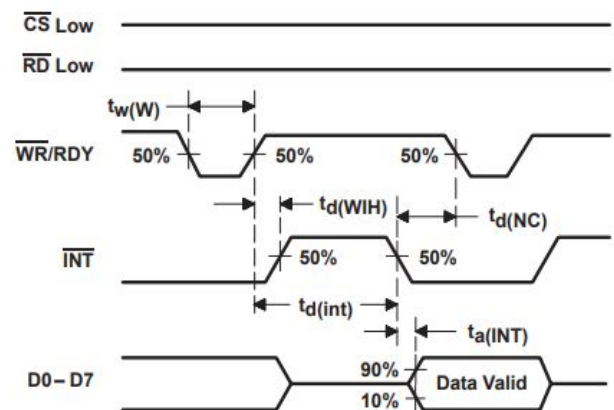 CS Low
RD Low
tw(W)
WR/RDY
50%
50%
50%
td(WIH)
td(NC)
INT
50%
50%
td(int)
ta(INT)
D0–D7
90%
10%
Data Valid